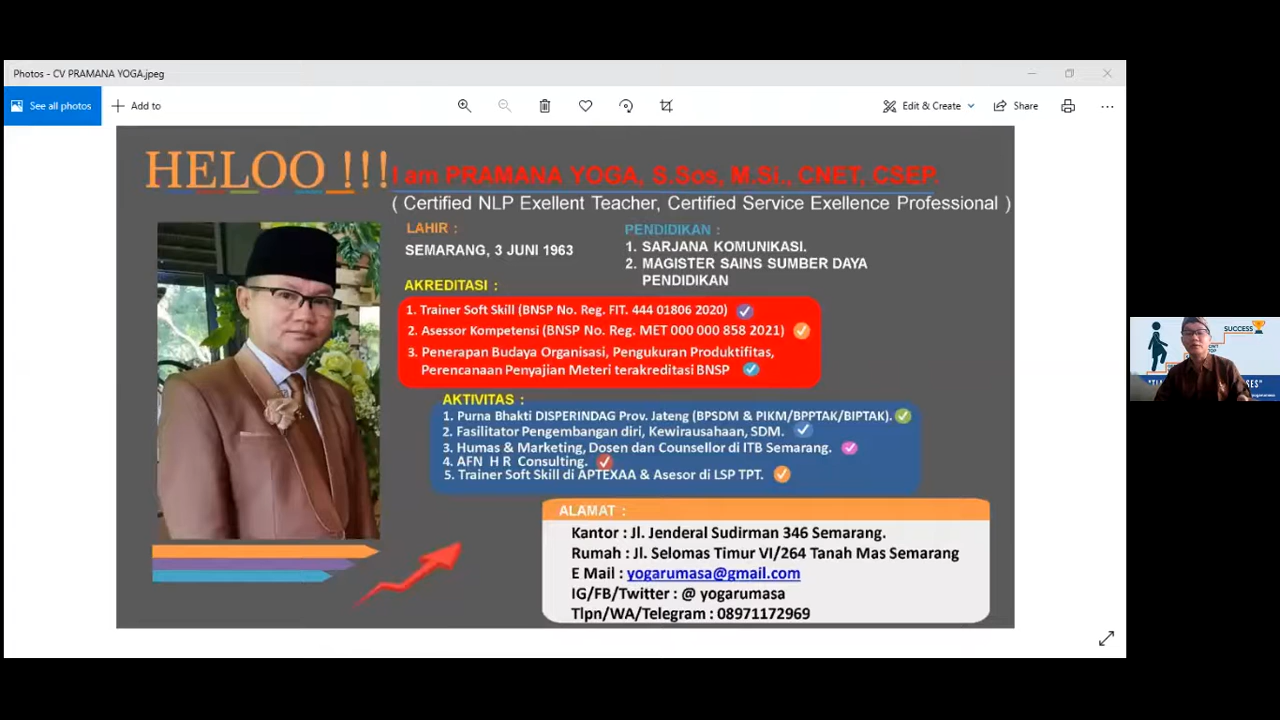 Photos - CV PRAMANA YOGA.jpeg
See all photos
Add to
Edit & Create
Share
HELOO !!! I am PRAMANA YOGA, S.Sos, M.Si., CNET, CSEP.
( Certified NLP Exellent Teacher, Certified Service Exellence Professional )
LAHIR :
SEMARANG, 3 JUNI 1963
PENDIDIKAN :
1. SARJANA KOMUNIKASI.
2. MAGISTER SAINS SUMBER DAYA
PENDIDIKAN
AKREDITASI :
1. Trainer Soft Skill (BNSP No. Reg. FIT. 444 01806 2020)
2. Asessor Kompetensi (BNSP No. Reg. MET 000 000 858 2021)
3. Penerapan Budaya Organisasi, Pengukuran Produktifitas,
Perencanaan Penyajian Meteri terakreditasi BNSP
AKTIVITAS :
1. Purna Bhakti DISPERINDAG Prov. Jateng (BPSDM & PIKM/BPPTAK/BIPTAK).
2. Fasilitator Pengembangan diri, Kewirausahaan, SDM.
3. Humas & Marketing, Dosen dan Counsellor di ITB Semarang.
4. AFN H R Consulting.
5. Trainer Soft Skill di APTEXAA & Asesor di LSP TPT.
ALAMAT :
Kantor : Jl. Jenderal Sudirman 346 Semarang.
Rumah : Jl. Selomas Timur VI/264 Tanah Mas Semarang
E Mail : yogarumasa@gmail.com
IG/FB/Twitter : @ yogarumasa
Tlpn/WA/Telegram : 08971172969
SUCCESS